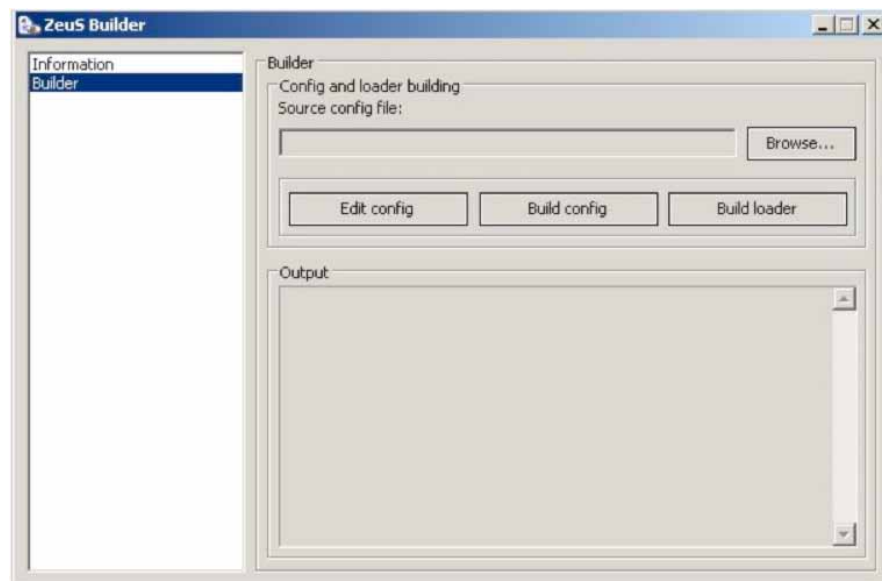 ZeuS Builder
Information
Builder
Builder
Config and loader building
Source config file:
Browse...
Edit config Build config Build loader
Output